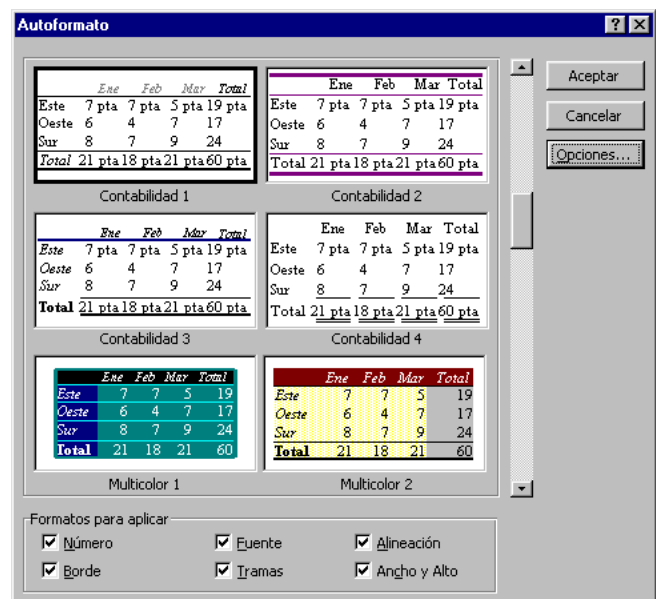 Autoformato
Ene Feb Mar Total
Este 7 pta 7 pta 5 pta 19 pta
Oeste 6 4 7 17
Sur 8 7 9 24
Total 21 pta 18 pta 21 pta 60 pta
Contabilidad 1
Ene Feb Mar Total
Este 7 pta 7 pta 5 pta 19 pta
Oeste 6 4 7 17
Sur 8 7 9 24
Total 21 pta 18 pta 21 pta 60 pta
Contabilidad 2
Aceptar
Cancelar
Opciones...
Ene Feb Mar Total
Este 7 pta 7 pta 5 pta 19 pta
Oeste 6 4 7 17
Sur 8 7 9 24
Total 21 pta 18 pta 21 pta 60 pta
Contabilidad 3
Ene Feb Mar Total
Este 7 pta 7 pta 5 pta 19 pta
Oeste 6 4 7 17
Sur 8 7 9 24
Total 21 pta 18 pta 21 pta 60 pta
Contabilidad 4
Ene Feb Mar Total
Este 7 7 5 19
Oeste 6 4 7 17
Sur 8 7 9 24
Total 21 18 21 60
Multicolor 1
Ene Feb Mar Total
Este 7 7 5 19
Oeste 6 4 7 17
Sur 8 7 9 24
Total 21 18 21 60
Multicolor 2
Formatos para aplicar
Número Fuente Alineación
Borde Tramas Ancho y Alto